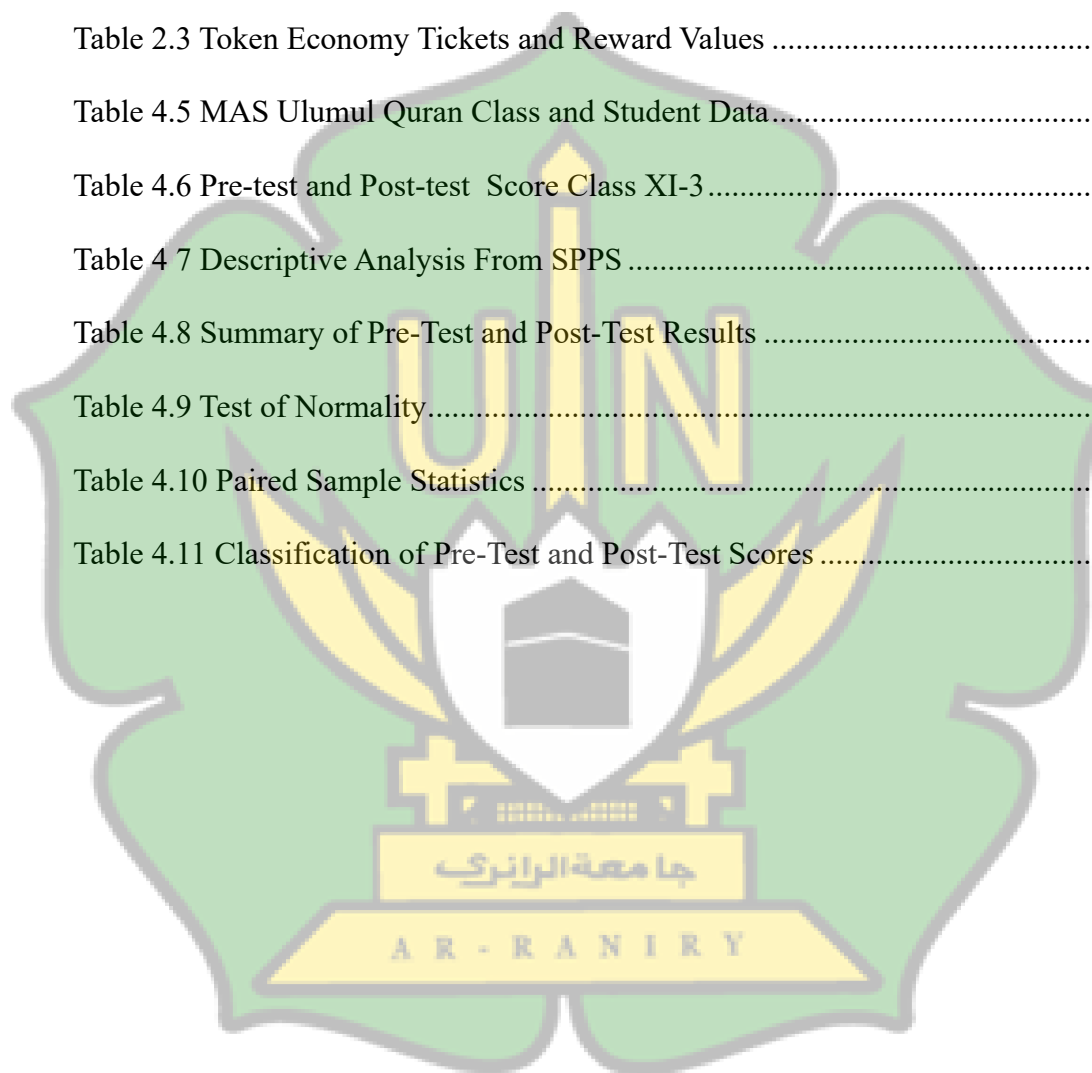 Table 2.3 Token Economy Tickets and Reward Values ........................................
Table 4.5 MAS Ulumul Quran Class and Student Data........................................
Table 4.6 Pre-test and Post-test  Score Class XI-3................................................
Table 4 7 Descriptive Analysis From SPPS ..........................................................
Table 4.8 Summary of Pre-Test and Post-Test Results .........................................
Table 4.9 Test of Normality...................................................................................
Table 4.10 Paired Sample Statistics ......................................................................
Table 4.11 Classification of Pre-Test and Post-Test Scores ..................................
UIN
جامعة الرانري
AR-RANIRY